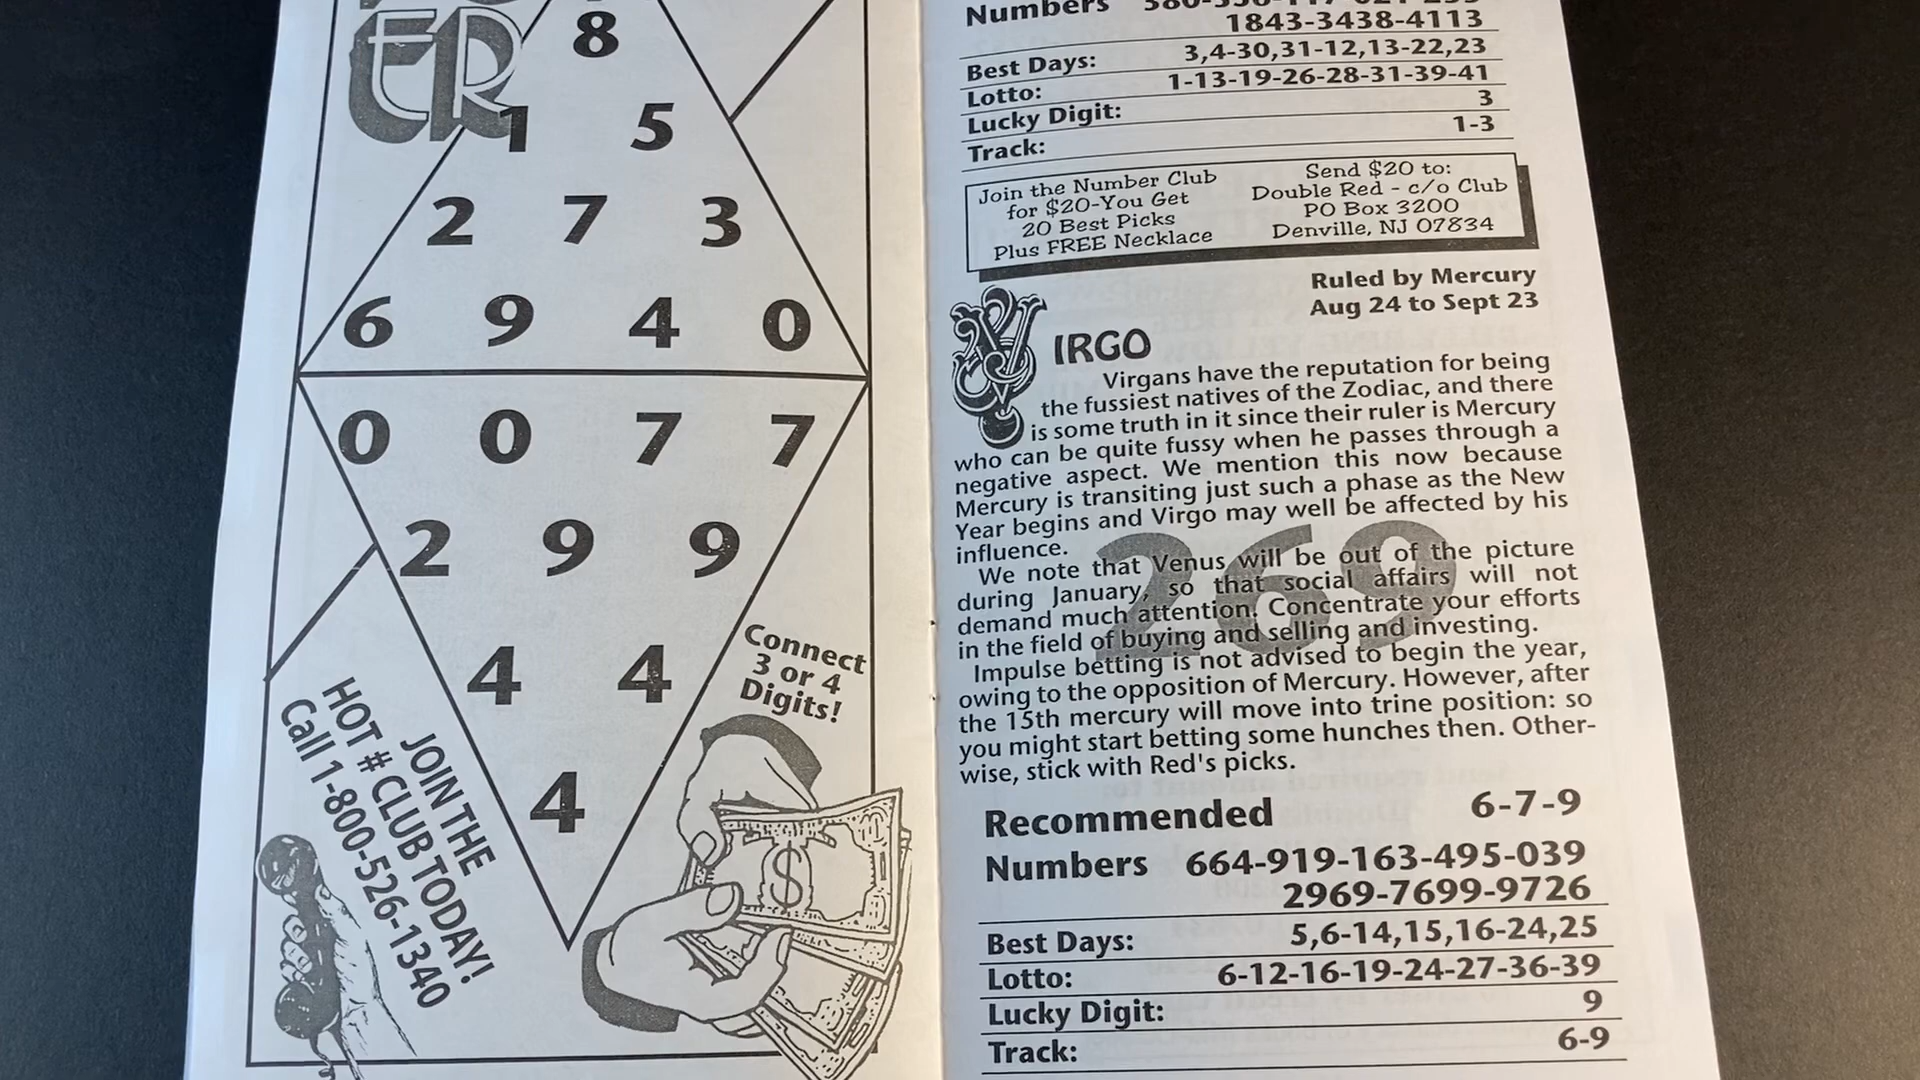 ER
8
1 5
2 7 3
6 9 4 0
0 0 7 7
2 9 9
4 4
4
Connect
3 or 4
Digits!
JOIN THE
HOT # CLUB TODAY!
Call 1-800-526-1340
$
Numbers
1843-3438-4113
Best Days: 3,4-30,31-12,13-22,23
Lotto: 1-13-19-26-28-31-39-41
Lucky Digit: 3
Track: 1-3
Join the Number Club
for $20-You Get
20 Best Picks
Plus FREE Necklace
Send $20 to:
Double Red - c/o Club
PO Box 3200
Denville, NJ 07834
Ruled by Mercury
Aug 24 to Sept 23
VIRGO
Virgans have the reputation for being
the fussiest natives of the Zodiac, and there
is some truth in it since their ruler is Mercury
who can be quite fussy when he passes through a
negative aspect. We mention this now because
Mercury is transiting just such a phase as the New
Year begins and Virgo may well be affected by his
influence.
We note that Venus will be out of the picture
during January, so that social affairs will not
demand much attention. Concentrate your efforts
in the field of buying and selling and investing.
269
Impulse betting is not advised to begin the year,
owing to the opposition of Mercury. However, after
the 15th mercury will move into trine position: so
you might start betting some hunches then. Other-
wise, stick with Red's picks.
Recommended 6-7-9
Numbers 664-919-163-495-039
2969-7699-9726
Best Days: 5,6-14,15,16-24,25
Lotto: 6-12-16-19-24-27-36-39
Lucky Digit: 9
Track: 6-9